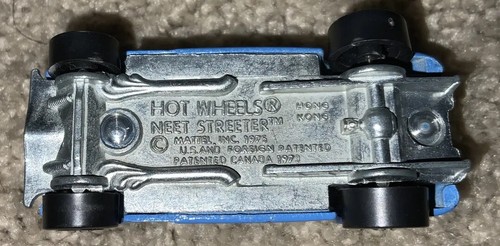 HOT WHEELS®
NEET STREETER™
© MATTEL, INC. 1975
U.S. AND FOREIGN PATENTED
PATENTED CANADA 1973
HONG
KONG